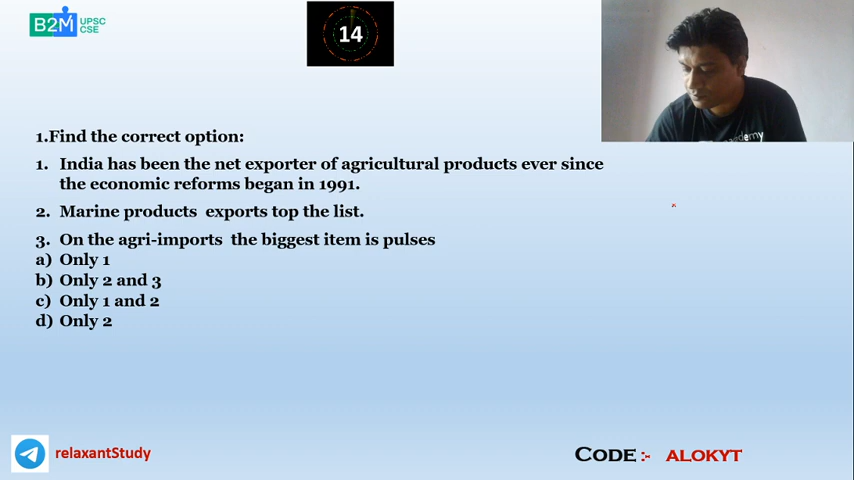 B2M UPSC
CSE
14
demy
1.Find the correct option:
1. India has been the net exporter of agricultural products ever since
the economic reforms began in 1991.
2. Marine products exports top the list.
3. On the agri-imports the biggest item is pulses
a) Only 1
b) Only 2 and 3
c) Only 1 and 2
d) Only 2
relaxantStudy
CODE :- ALOKYT